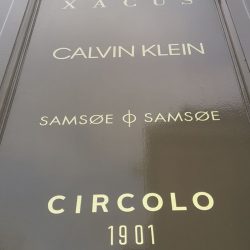 XACUS
CALVIN KLEIN
SAMSØE ϕ SAMSØE
CIRCOLO
1901